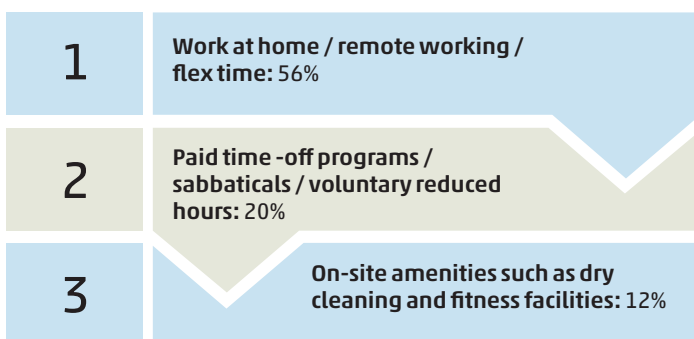 1
Work at home / remote working /
flex time: 56%
2
Paid time -off programs /
sabbaticals / voluntary reduced
hours: 20%
3
On-site amenities such as dry
cleaning and fitness facilities: 12%